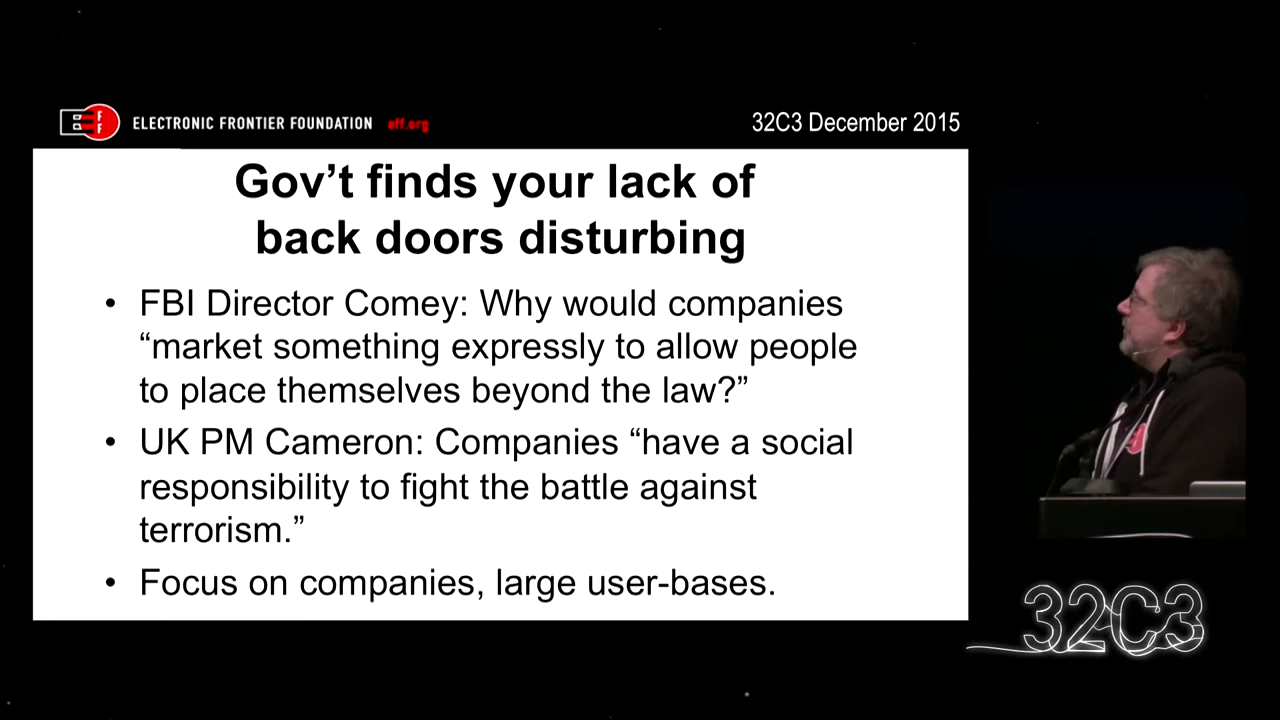 ELECTRONIC FRONTIER FOUNDATION eff.org
32C3 December 2015
Gov’t finds your lack of
back doors disturbing
• FBI Director Comey: Why would companies
“market something expressly to allow people
to place themselves beyond the law?”
• UK PM Cameron: Companies “have a social
responsibility to fight the battle against
terrorism.”
• Focus on companies, large user-bases.
32C3